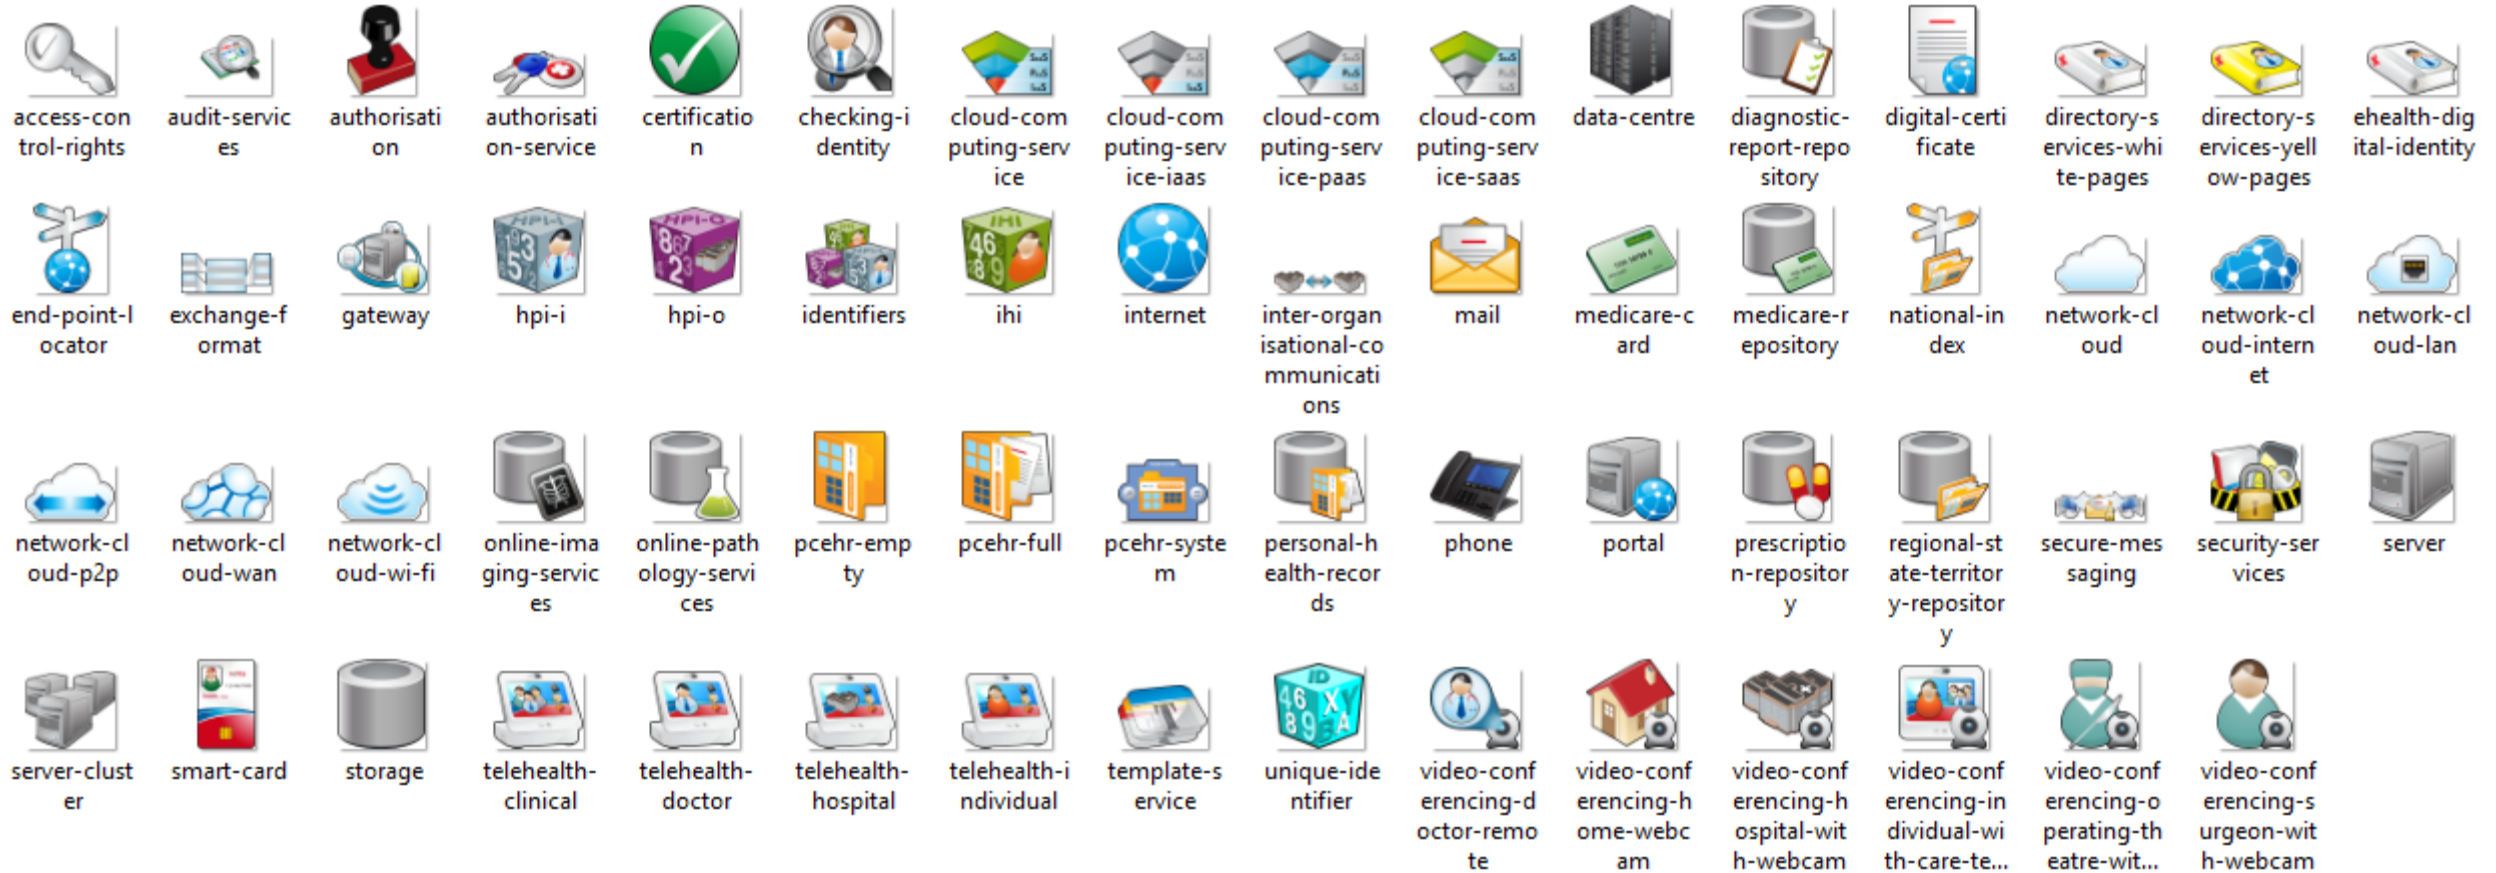 access-con
trol-rights
audit-servic
es
authorisati
on
authorisati
on-service
certificatio
n
checking-i
dentity
cloud-com
puting-serv
ice
cloud-com
puting-serv
ice-iaas
cloud-com
puting-serv
ice-paas
cloud-com
puting-serv
ice-saas
data-centre
diagnostic-
report-repo
sitory
digital-certi
ficate
directory-s
ervices-whi
te-pages
directory-s
ervices-yell
ow-pages
ehealth-dig
ital-identity
end-point-l
ocator
exchange-f
ormat
gateway
HPI-I
hpi-i
HPI-O
hpi-o
identifiers
IHI
ihi
internet
inter-organ
isational-co
mmunicati
ons
mail
medicare-c
ard
medicare-r
epository
national-in
dex
network-cl
oud
network-cl
oud-intern
et
network-cl
oud-lan
network-cl
oud-p2p
network-cl
oud-wan
network-cl
oud-wi-fi
online-ima
ging-servic
es
online-path
ology-servi
ces
pcehr-emp
ty
pcehr-full
pcehr-syste
m
personal-h
ealth-recor
ds
phone
portal
prescriptio
n-repositor
y
regional-st
ate-territor
y-repositor
y
secure-mes
saging
security-ser
vices
server
server-clust
er
smart-card
storage
telehealth-
clinical
telehealth-
doctor
telehealth-
hospital
telehealth-i
ndividual
template-s
ervice
ID
unique-ide
ntifier
video-conf
erencing-d
octor-remo
te
video-conf
erencing-h
ome-webc
am
video-conf
erencing-h
ospital-wit
h-webcam
video-conf
erencing-in
dividual-wi
th-care-te...
video-conf
erencing-o
perating-th
eatre-wit...
video-conf
erencing-s
urgeon-wit
h-webcam